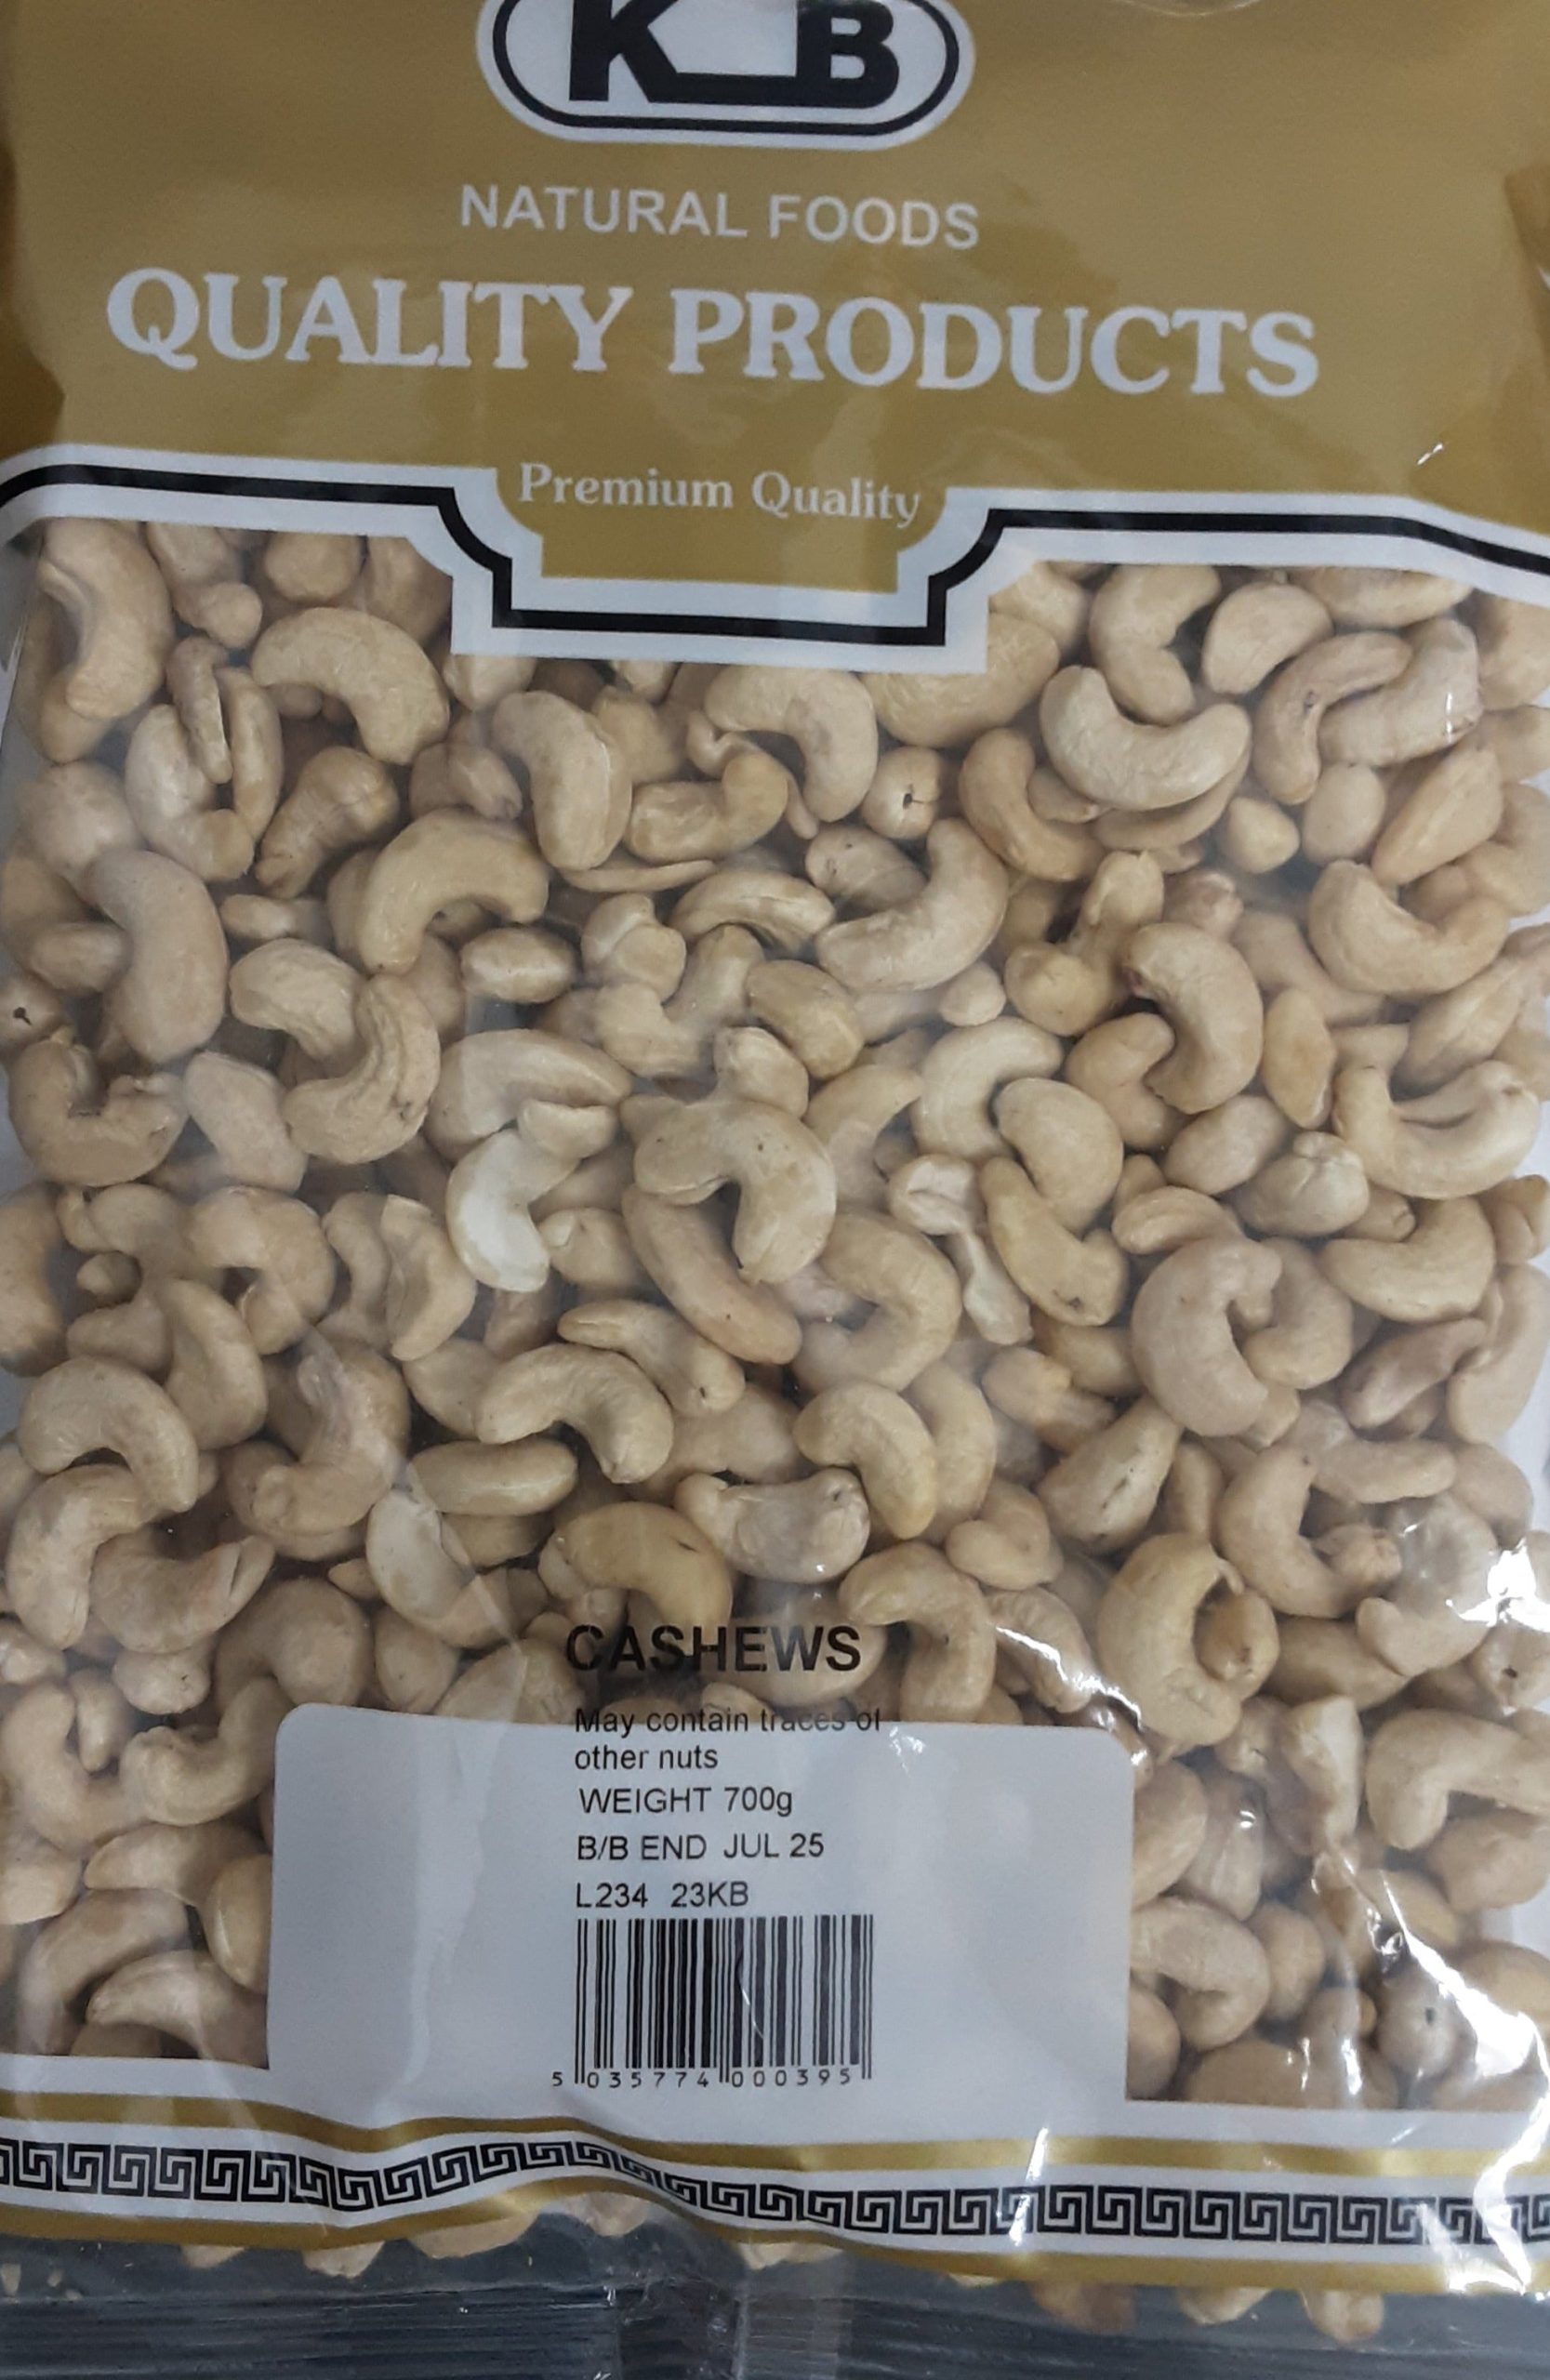 KB
NATURAL FOODS
QUALITY PRODUCTS
Premium Quality
CASHEWS
May contain traces of
other nuts
WEIGHT 700g
B/B END JUL 25
L234 23KB
5 035774 000395